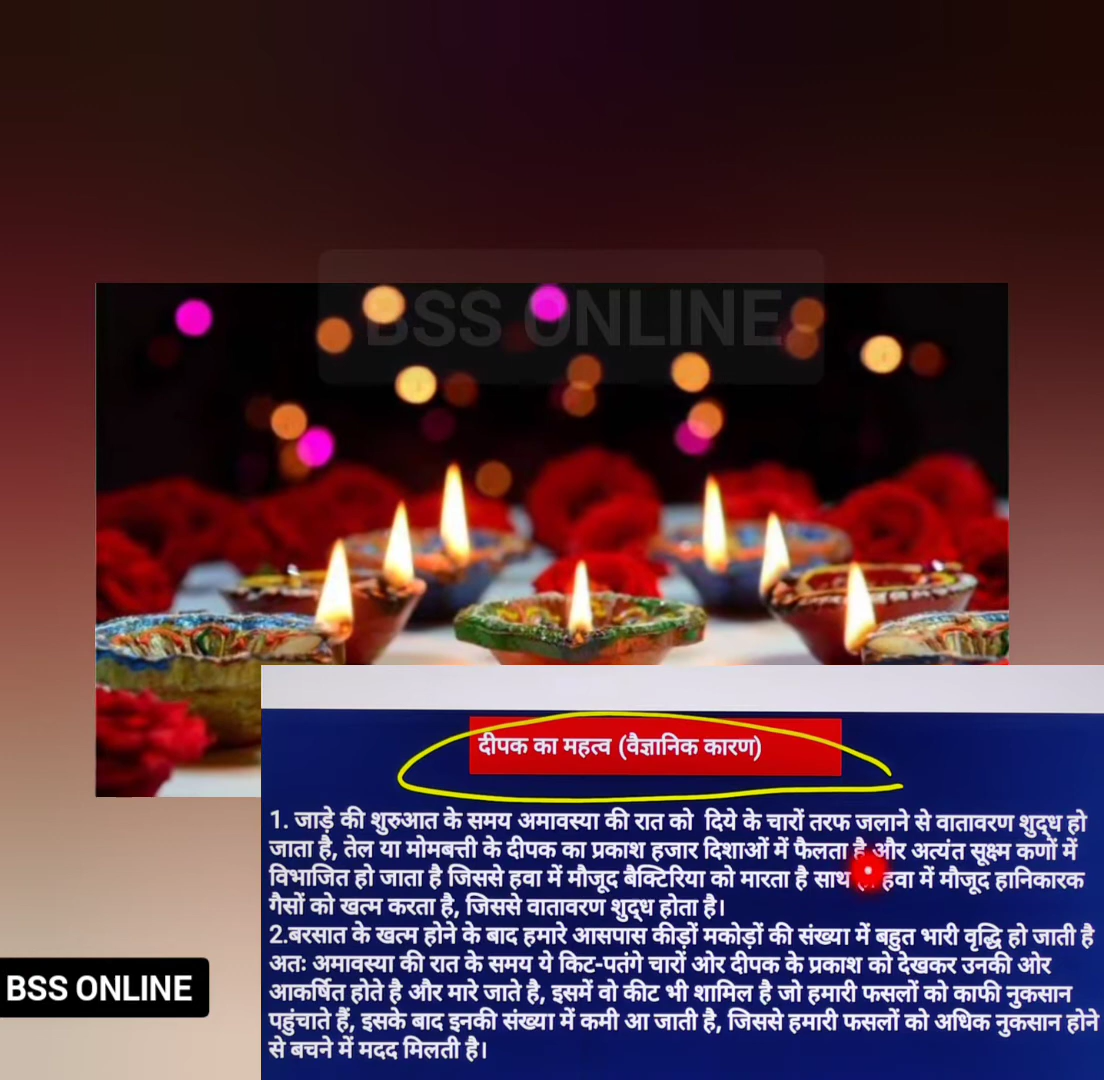 BSS ONLINE
दीपक का महत्व (वैज्ञानिक कारण)
1. जाड़े की शुरुआत के समय अमावस्या की रात को दिये के चारों तरफ जलाने से वातावरण शुद्ध हो
जाता है, तेल या मोमबत्ती के दीपक का प्रकाश हजार दिशाओं में फैलता है और अत्यंत सूक्ष्म कणों में
विभाजित हो जाता है जिससे हवा में मौजूद बैक्टिरिया को मारता है साथ हवा में मौजूद हानिकारक
गैसों को खत्म करता है, जिससे वातावरण शुद्ध होता है।
2.बरसात के खत्म होने के बाद हमारे आसपास कीड़ों मकोड़ों की संख्या में बहुत भारी वृद्धि हो जाती है
अतः अमावस्या की रात के समय ये किट-पतंगे चारों ओर दीपक के प्रकाश को देखकर उनकी ओर
आकर्षित होते है और मारे जाते है, इसमें वो कीट भी शामिल है जो हमारी फसलों को काफी नुकसान
पहुंचाते हैं, इसके बाद इनकी संख्या में कमी आ जाती है, जिससे हमारी फसलों को अधिक नुकसान होने
से बचने में मदद मिलती है।
BSS ONLINE